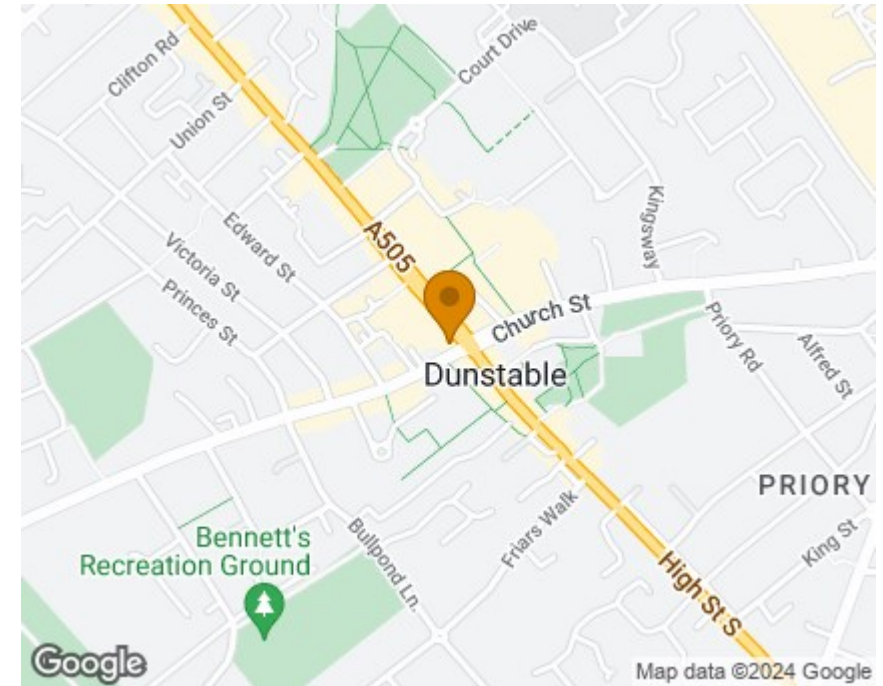 Clifton Rd
Court Drive
Union St
Kingsway
Edward St
A505
Victoria St
Princes St
Church St
Priory Rd
Alfred St
Dunstable
PRIORY
Bennett's
Recreation Ground
Bullpond Ln.
Friars Walk
King St
High St S
Google
Map data ©2024 Google